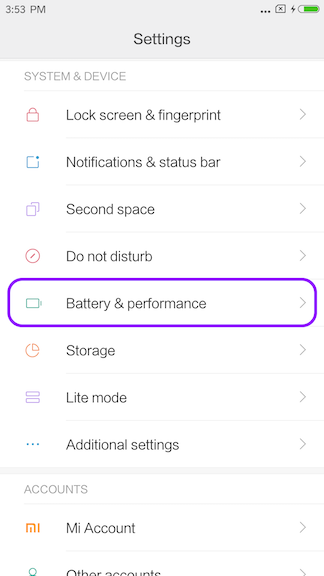 3:53 PM
Settings
SYSTEM & DEVICE
Lock screen & fingerprint
Notifications & status bar
Second space
Do not disturb
Battery & performance
Storage
Lite mode
Additional settings
ACCOUNTS
Mi Account
Other accounts